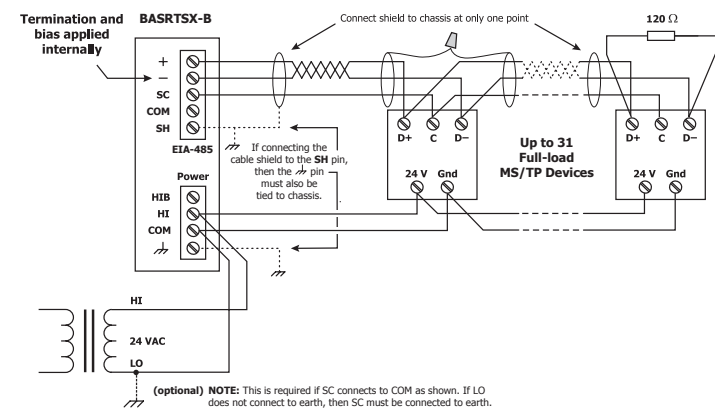 Termination and
bias applied
internally
BASRTSX-B
Connect shield to chassis at only one point
120 Ω
+
−
SC
COM
SH
EIA-485
If connecting the
cable shield to the SH pin,
then the pin
must also be
tied to chassis.
D+ C D−
24 V Gnd
Up to 31
Full-load
MS/TP Devices
D+ C D−
24 V Gnd
Power
HIB
HI
COM
HI
24 VAC
LO
(optional) NOTE: This is required if SC connects to COM as shown. If LO
does not connect to earth, then SC must be connected to earth.